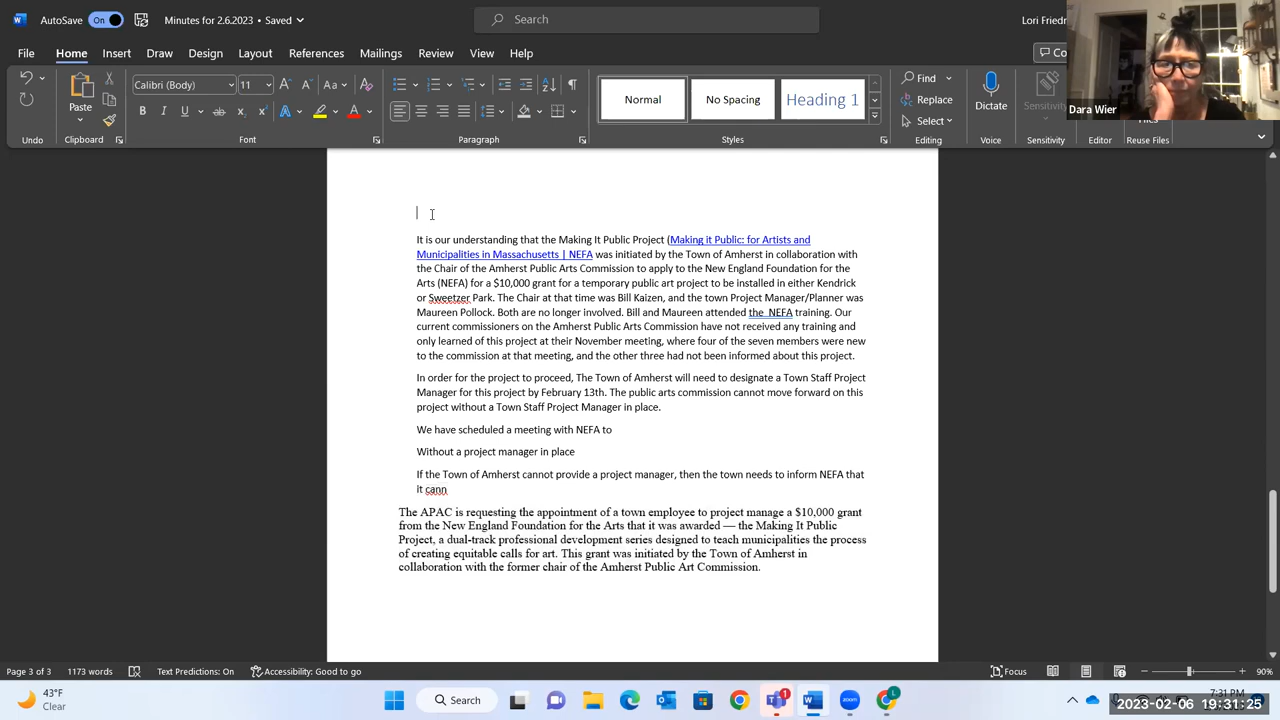 AutoSave On Minutes for 2.6.2023 • Saved Search Lori Friedr
File Home Insert Draw Design Layout References Mailings Review View Help Co
Calibri (Body) 11 Find
Paste Normal No Spacing Heading 1 Replace Dictate Sensitivity
Select Dara Wier
Files
Undo Clipboard Font Paragraph Styles Editing Voice Sensitivity Editor Reuse Files
It is our understanding that the Making It Public Project (Making it Public: for Artists and
Municipalities in Massachusetts | NEFA was initiated by the Town of Amherst in collaboration with
the Chair of the Amherst Public Arts Commission to apply to the New England Foundation for the
Arts (NEFA) for a $10,000 grant for a temporary public art project to be installed in either Kendrick
or Sweetzer Park. The Chair at that time was Bill Kaizen, and the town Project Manager/Planner was
Maureen Pollock. Both are no longer involved. Bill and Maureen attended the NEFA training. Our
current commissioners on the Amherst Public Arts Commission have not received any training and
only learned of this project at their November meeting, where four of the seven members were new
to the commission at that meeting, and the other three had not been informed about this project.
In order for the project to proceed, The Town of Amherst will need to designate a Town Staff Project
Manager for this project by February 13th. The public arts commission cannot move forward on this
project without a Town Staff Project Manager in place.
We have scheduled a meeting with NEFA to
Without a project manager in place
If the Town of Amherst cannot provide a project manager, then the town needs to inform NEFA that
it cann
The APAC is requesting the appointment of a town employee to project manage a $10,000 grant
from the New England Foundation for the Arts that it was awarded — the Making It Public
Project, a dual-track professional development series designed to teach municipalities the process
of creating equitable calls for art. This grant was initiated by the Town of Amherst in
collaboration with the former chair of the Amherst Public Art Commission.
Page 3 of 3 1173 words Text Predictions: On Accessibility: Good to go Focus 90%
43°F
Clear
Search
7:31 PM
2023-02-06 19:31:25